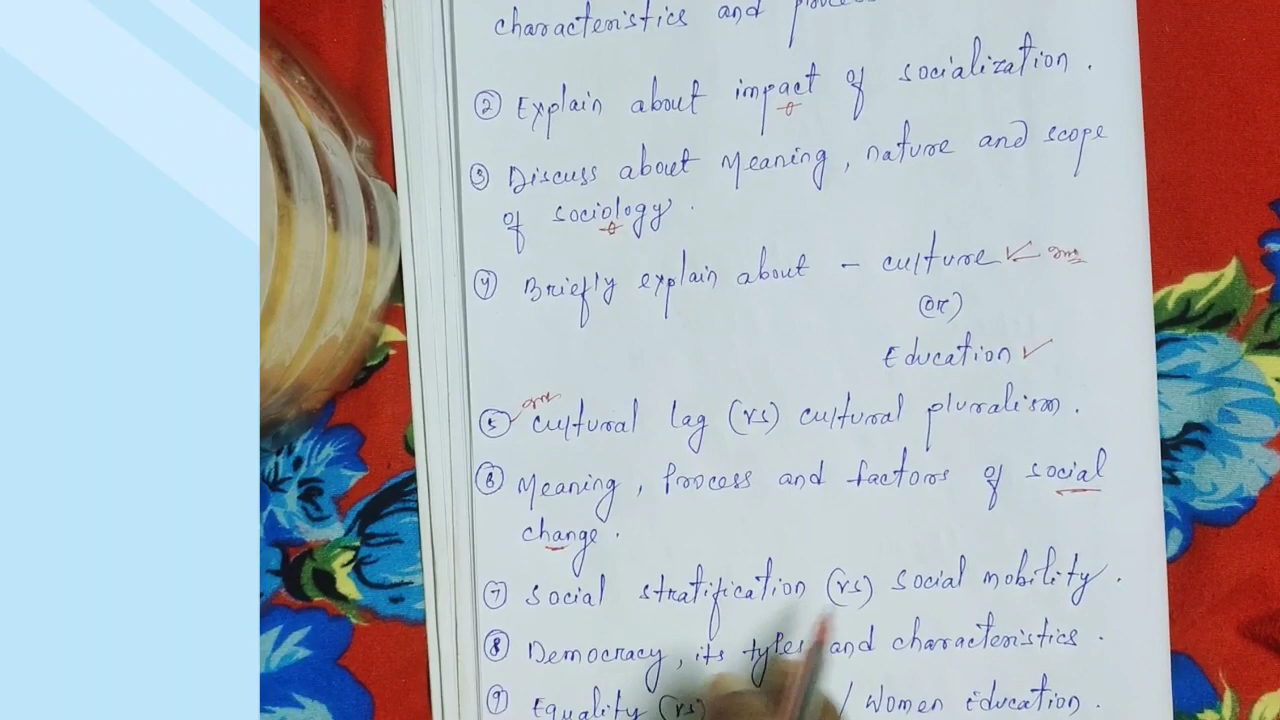 characteristics and process
② Explain about impact of socialization.
③ Discuss about Meaning, nature and scope
of sociology.
④ Briefly explain about - culture
(or)
Education
⑤ cultural lag (vs) cultural pluralism.
⑥ Meaning, Process and factors of social
change.
⑦ Social stratification (vs) Social mobility.
⑧ Democracy, its types and characteristics.
⑨ Equality (vs) / Women Education.